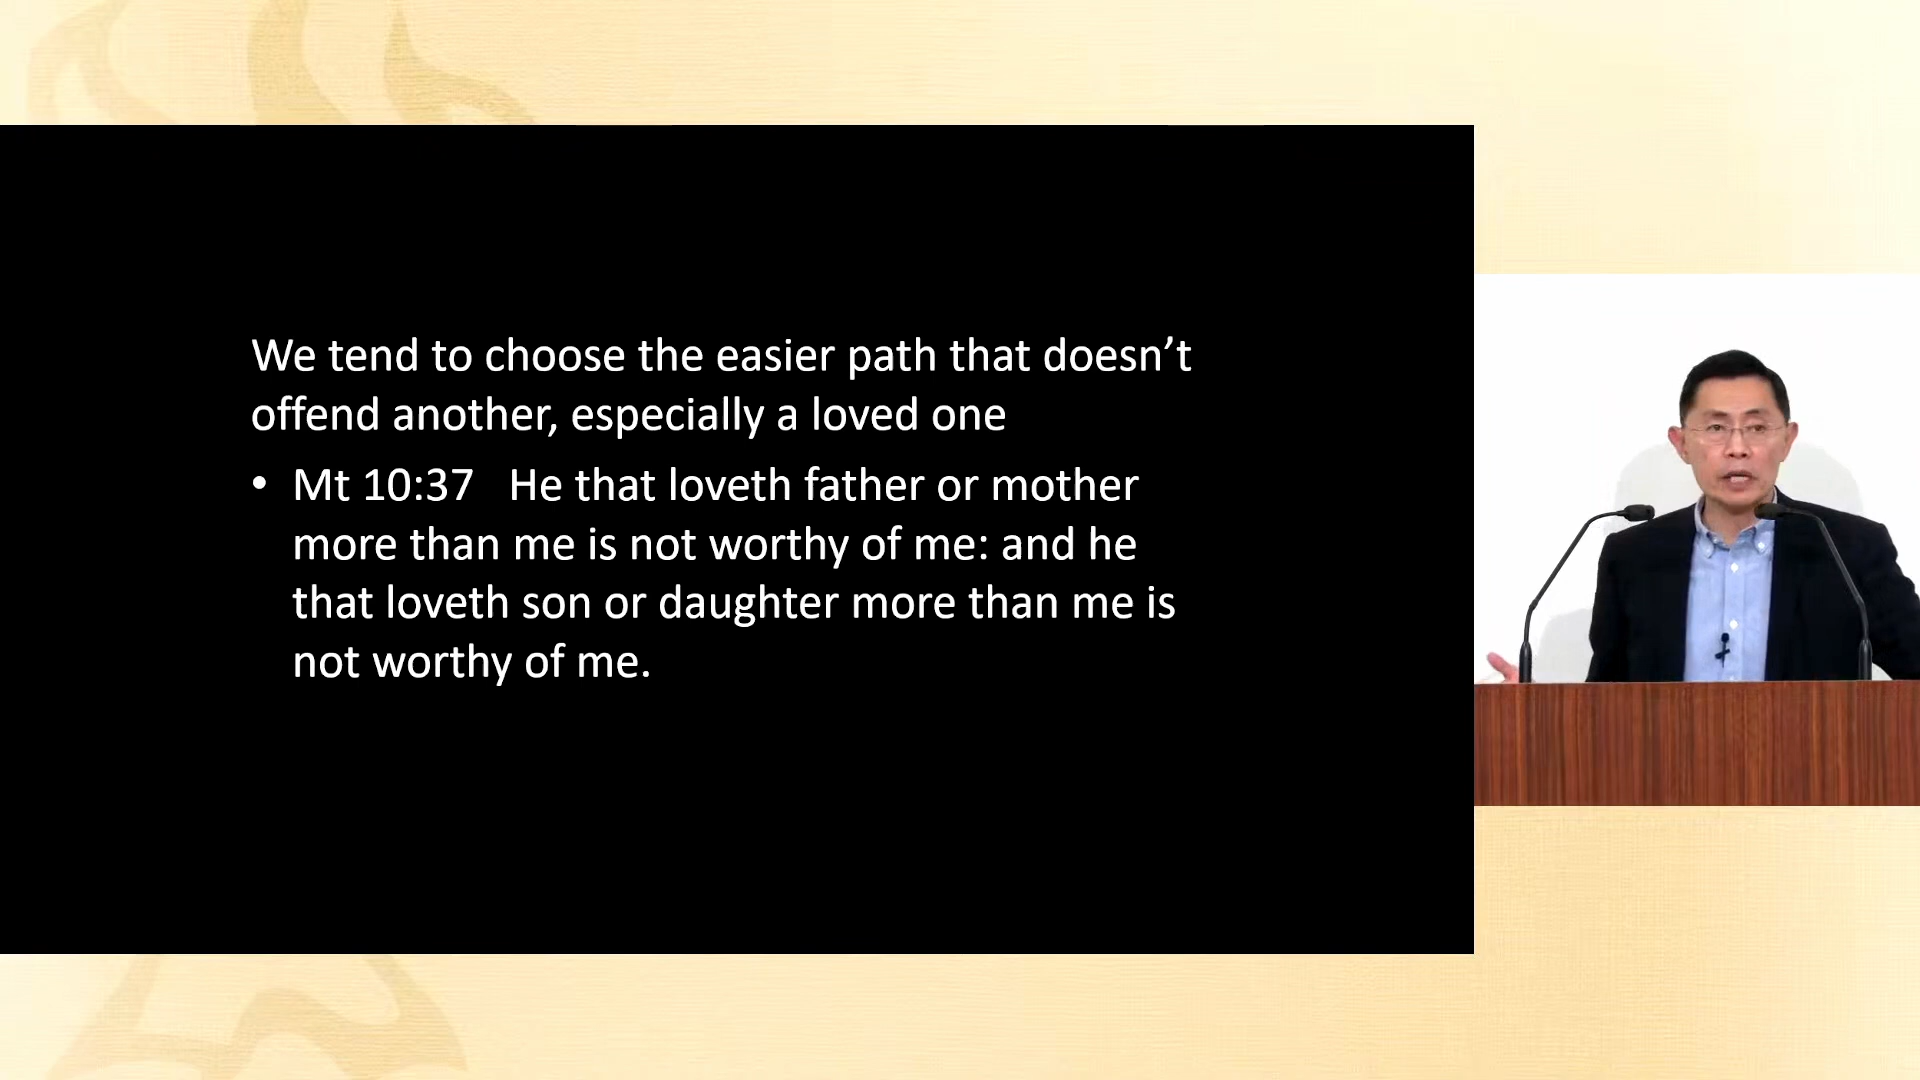 We tend to choose the easier path that doesn’t
offend another, especially a loved one
• Mt 10:37   He that loveth father or mother
more than me is not worthy of me: and he
that loveth son or daughter more than me is
not worthy of me.